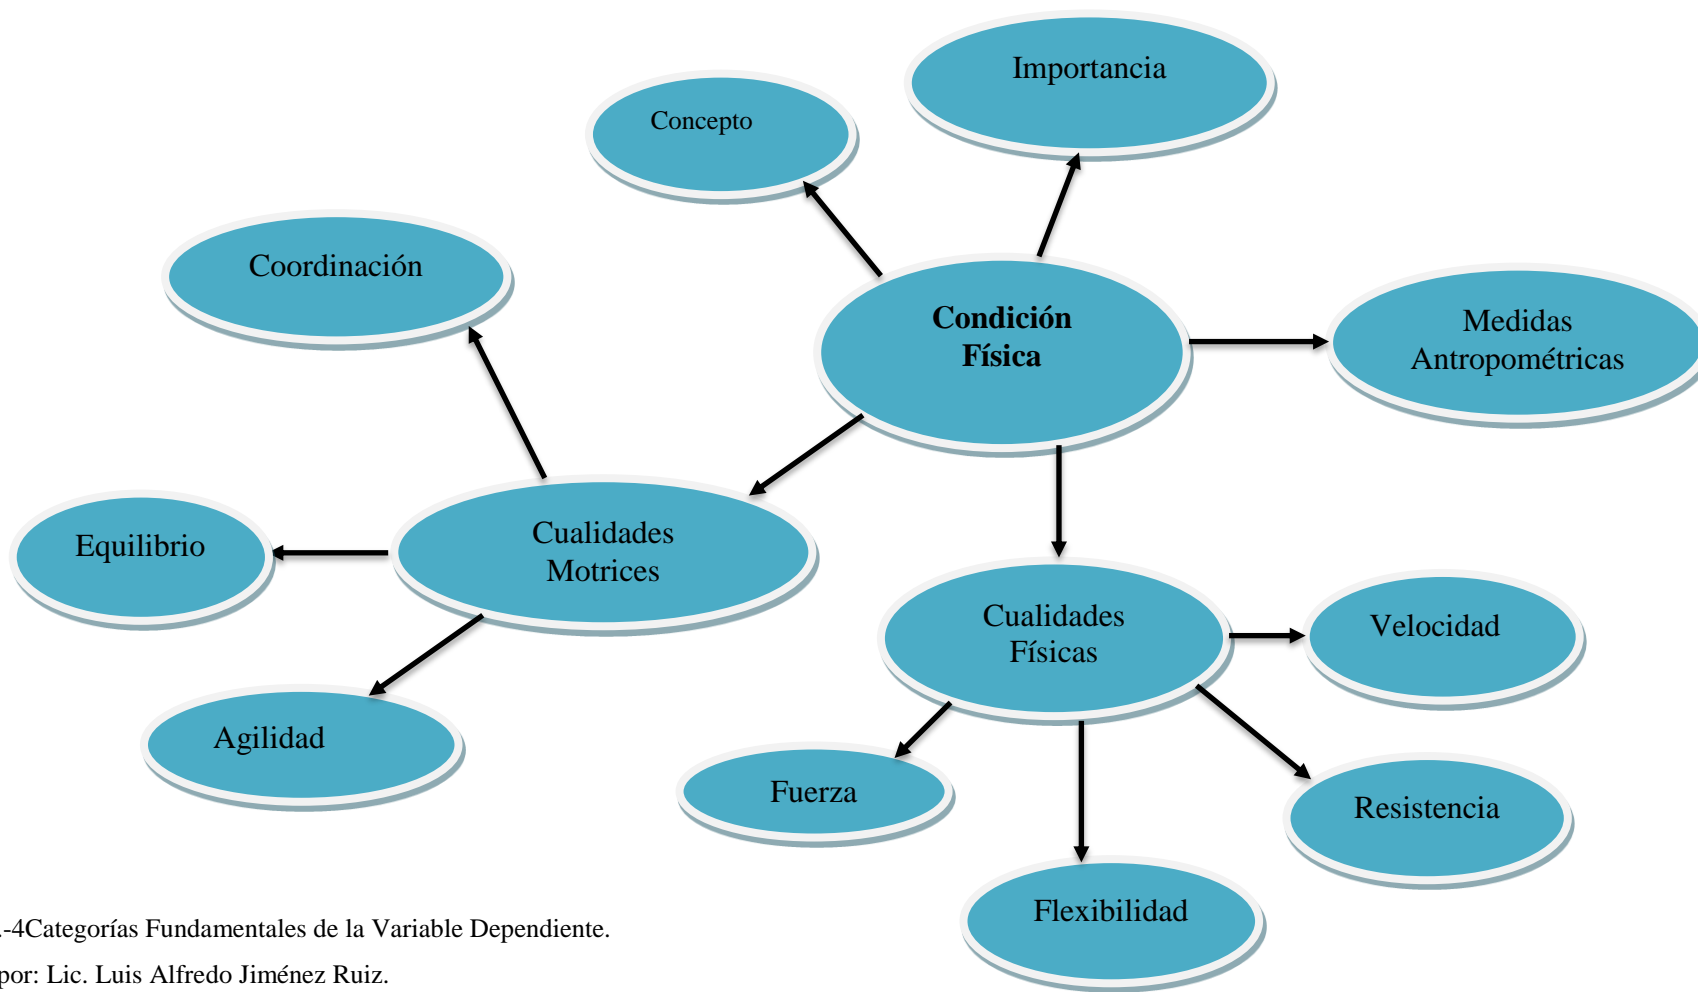 Importancia
Concepto
Coordinación
Condición
Física
Medidas
Antropométricas
Equilibrio
Cualidades
Motrices
Cualidades
Físicas
Velocidad
Agilidad
Fuerza
Resistencia
Flexibilidad
.-4Categorías Fundamentales de la Variable Dependiente.
por: Lic. Luis Alfredo Jiménez Ruiz.